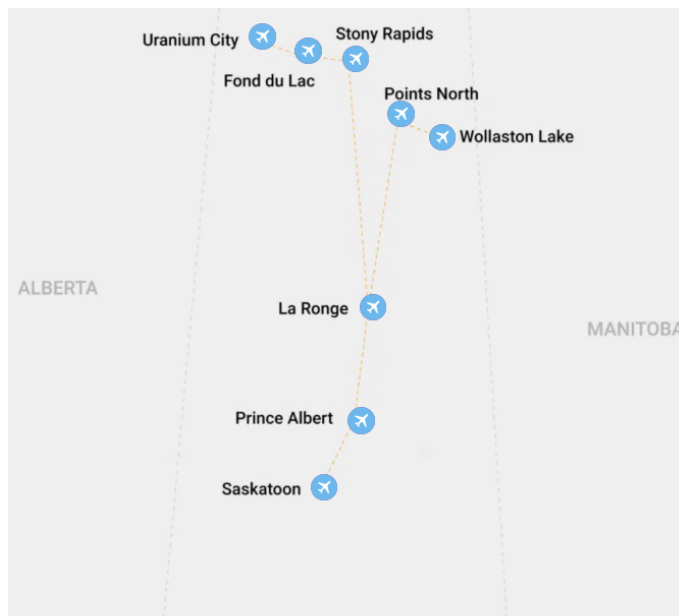 Stony Rapids
Uranium City
Fond du Lac
Points North
Wollaston Lake
ALBERTA
La Ronge
MANITOBA
Prince Albert
Saskatoon